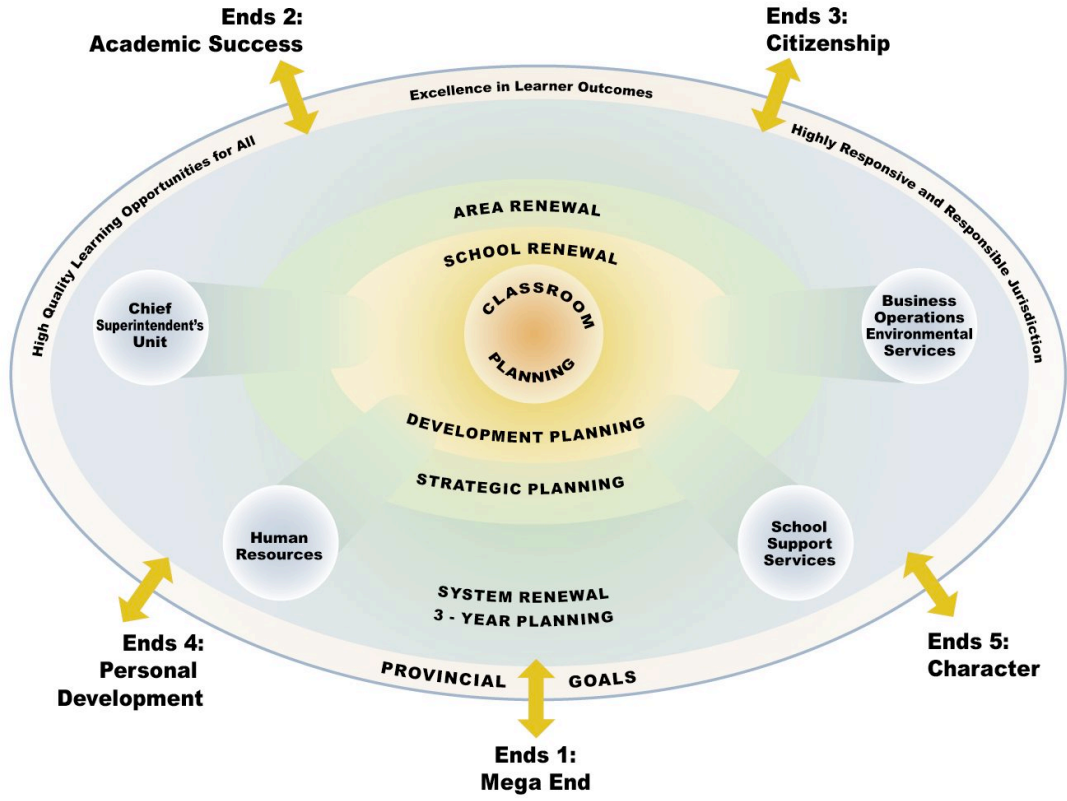 Ends 2:
Academic Success
Ends 3:
Citizenship
Excellence in Learner Outcomes
High Quality Learning Opportunities for All
Highly Responsive and Responsible Jurisdiction
AREA RENEWAL
SCHOOL RENEWAL
CLASSROOM
PLANNING
Chief
Superintendent's
Unit
Business
Operations
Environmental
Services
DEVELOPMENT PLANNING
STRATEGIC PLANNING
Human
Resources
School
Support
Services
SYSTEM RENEWAL
3 - YEAR PLANNING
PROVINCIAL GOALS
Ends 4:
Personal
Development
Ends 5:
Character
Ends 1:
Mega End